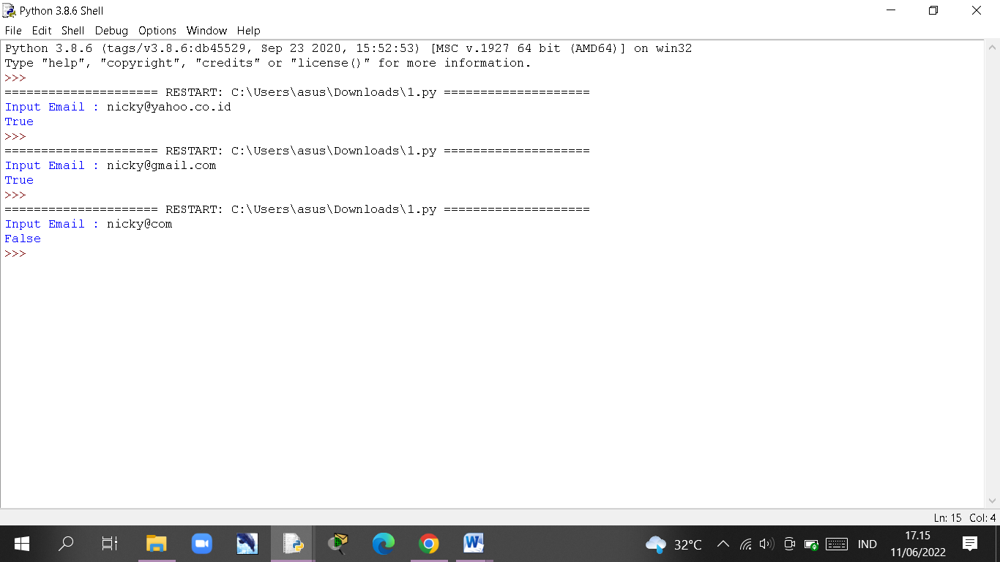 Python 3.8.6 Shell
File Edit Shell Debug Options Window Help
Python 3.8.6 (tags/v3.8.6:db45529, Sep 23 2020, 15:52:53) [MSC v.1927 64 bit (AMD64)] on win32
Type "help", "copyright", "credits" or "license()" for more information.
>>>
===================== RESTART: C:\Users\asus\Downloads\1.py ====================
Input Email : nicky@yahoo.co.id
True
>>>
===================== RESTART: C:\Users\asus\Downloads\1.py ====================
Input Email : nicky@gmail.com
True
>>>
===================== RESTART: C:\Users\asus\Downloads\1.py ====================
Input Email : nicky@com
False
>>>
Ln: 15 Col: 4
32°C IND 17.15
11/06/2022